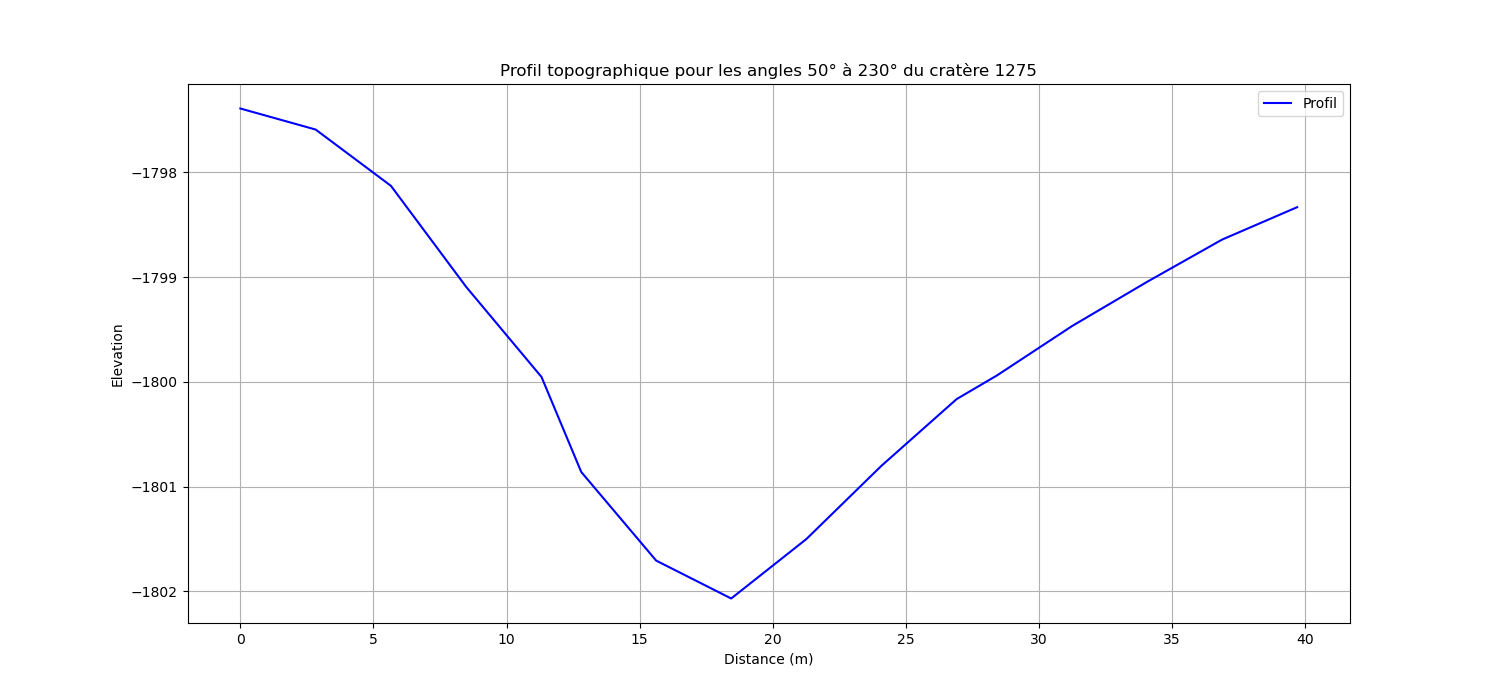 Profil topographique pour les angles 50° à 230° du cratère 1275
Profil
Elevation
−1798
−1799
−1800
−1801
−1802
0 5 10 15 20 25 30 35 40
Distance (m)